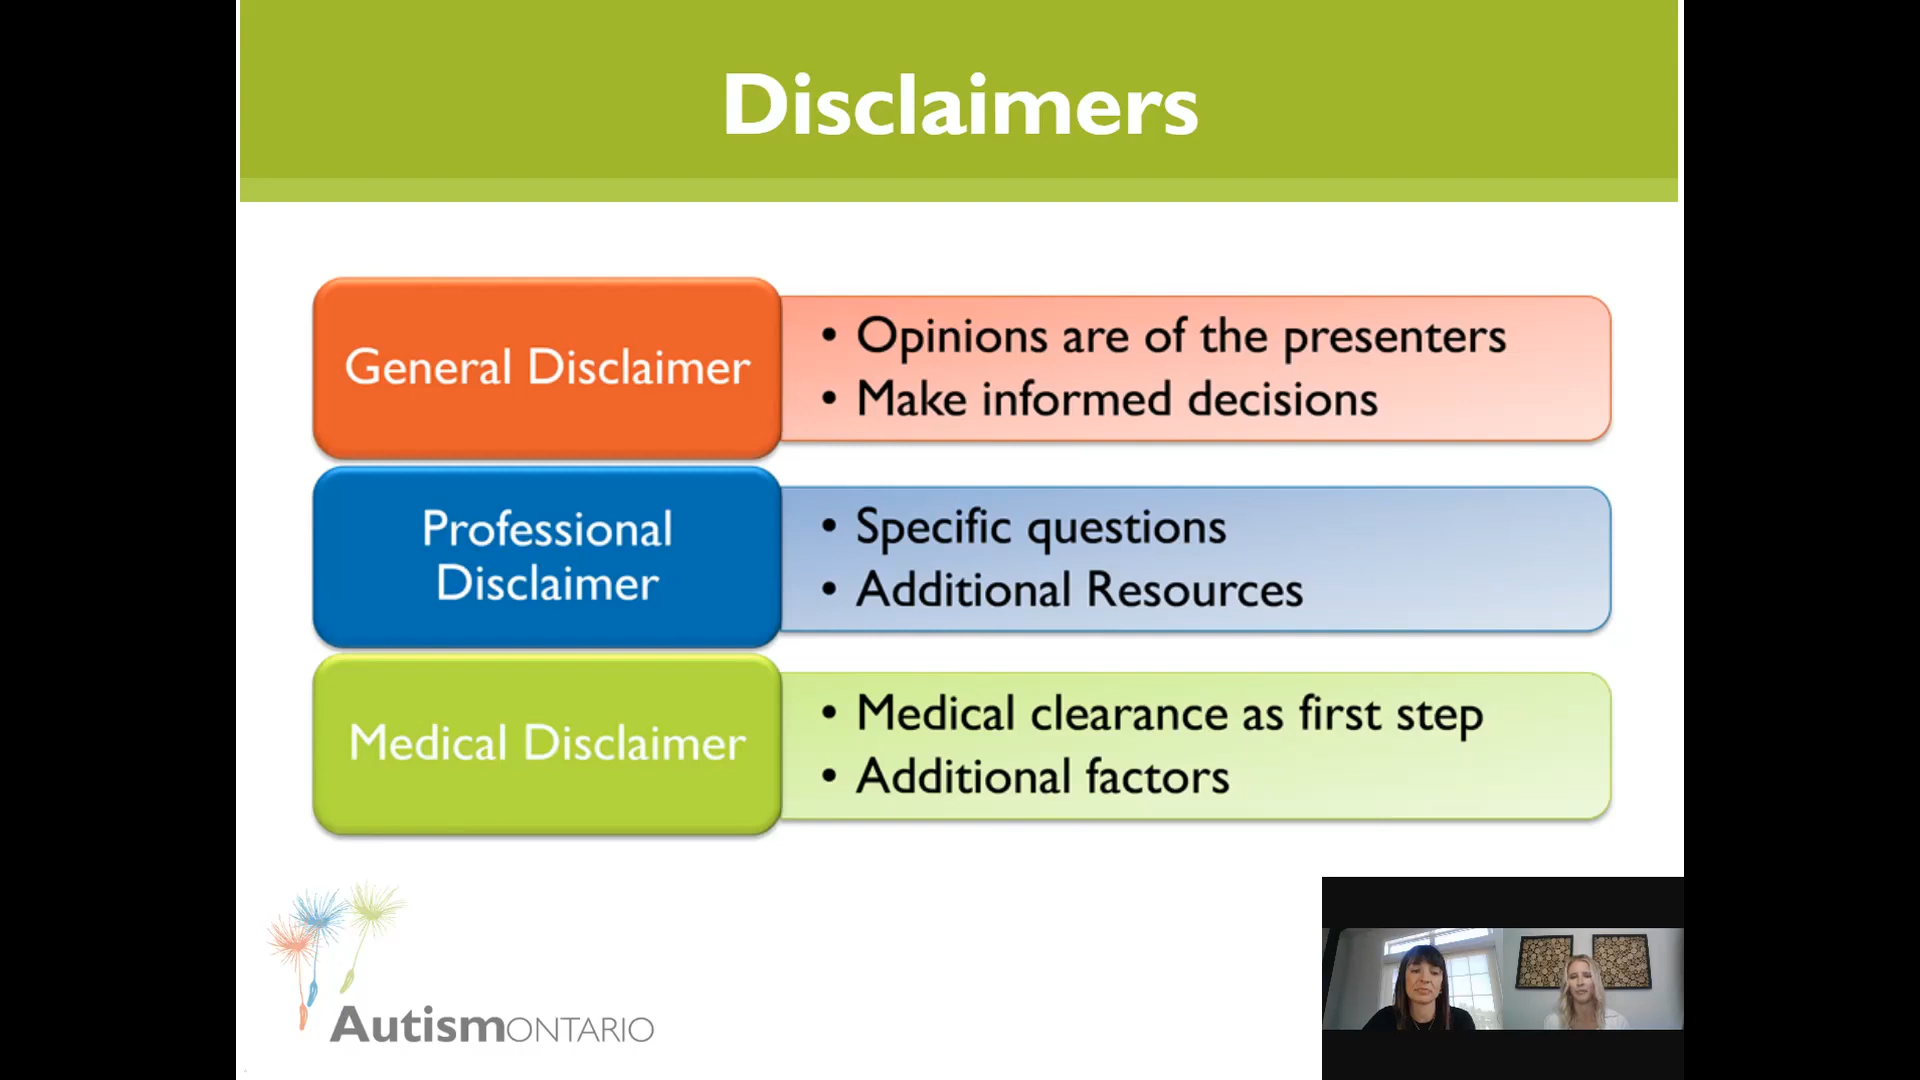 Disclaimers
General Disclaimer
• Opinions are of the presenters
• Make informed decisions
Professional
Disclaimer
• Specific questions
• Additional Resources
Medical Disclaimer
• Medical clearance as first step
• Additional factors
AutismONTARIO